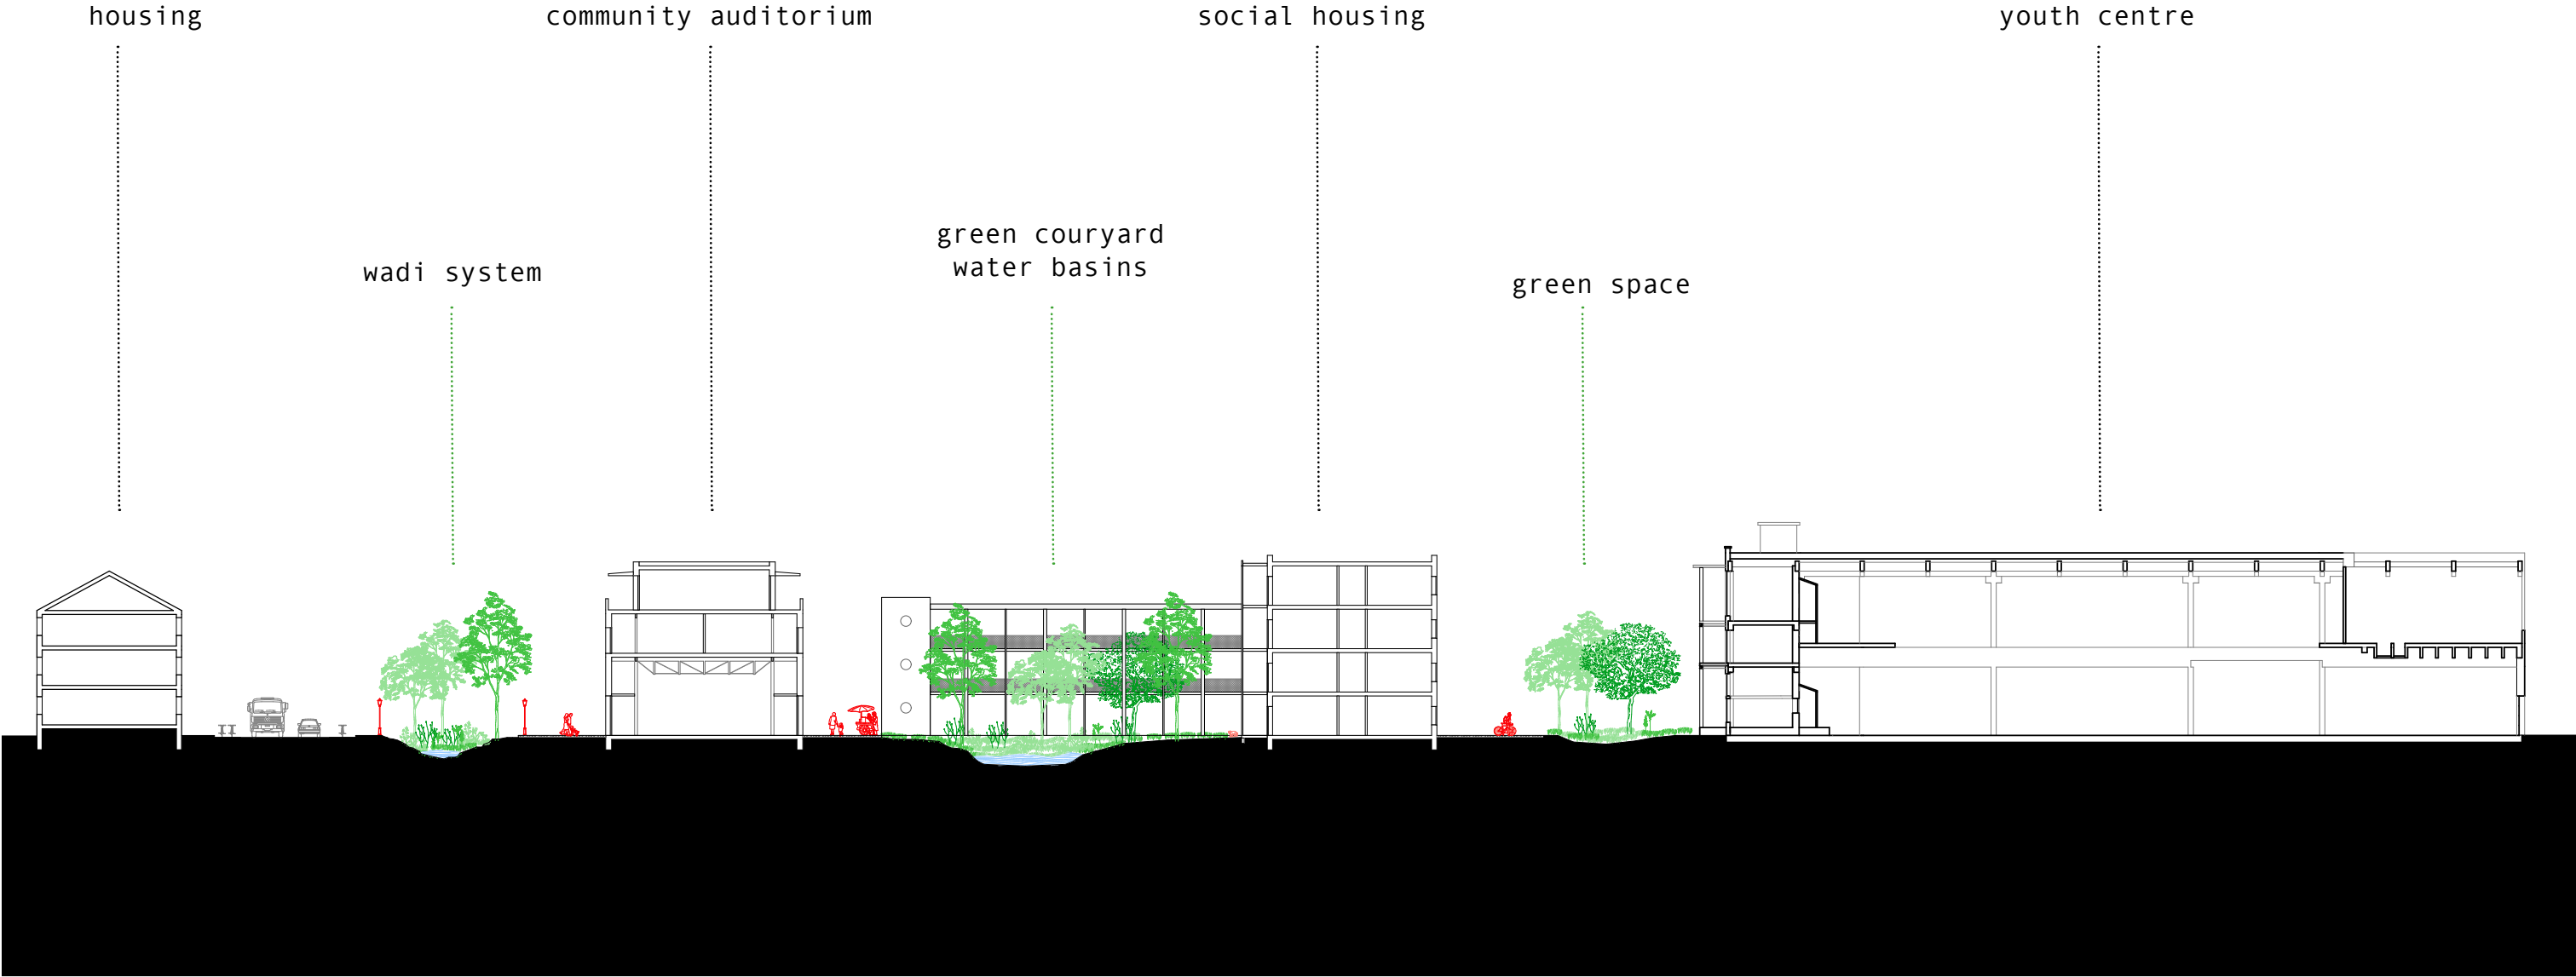 housing
community auditorium
social housing
youth centre
green couryard
water basins
wadi system
green space